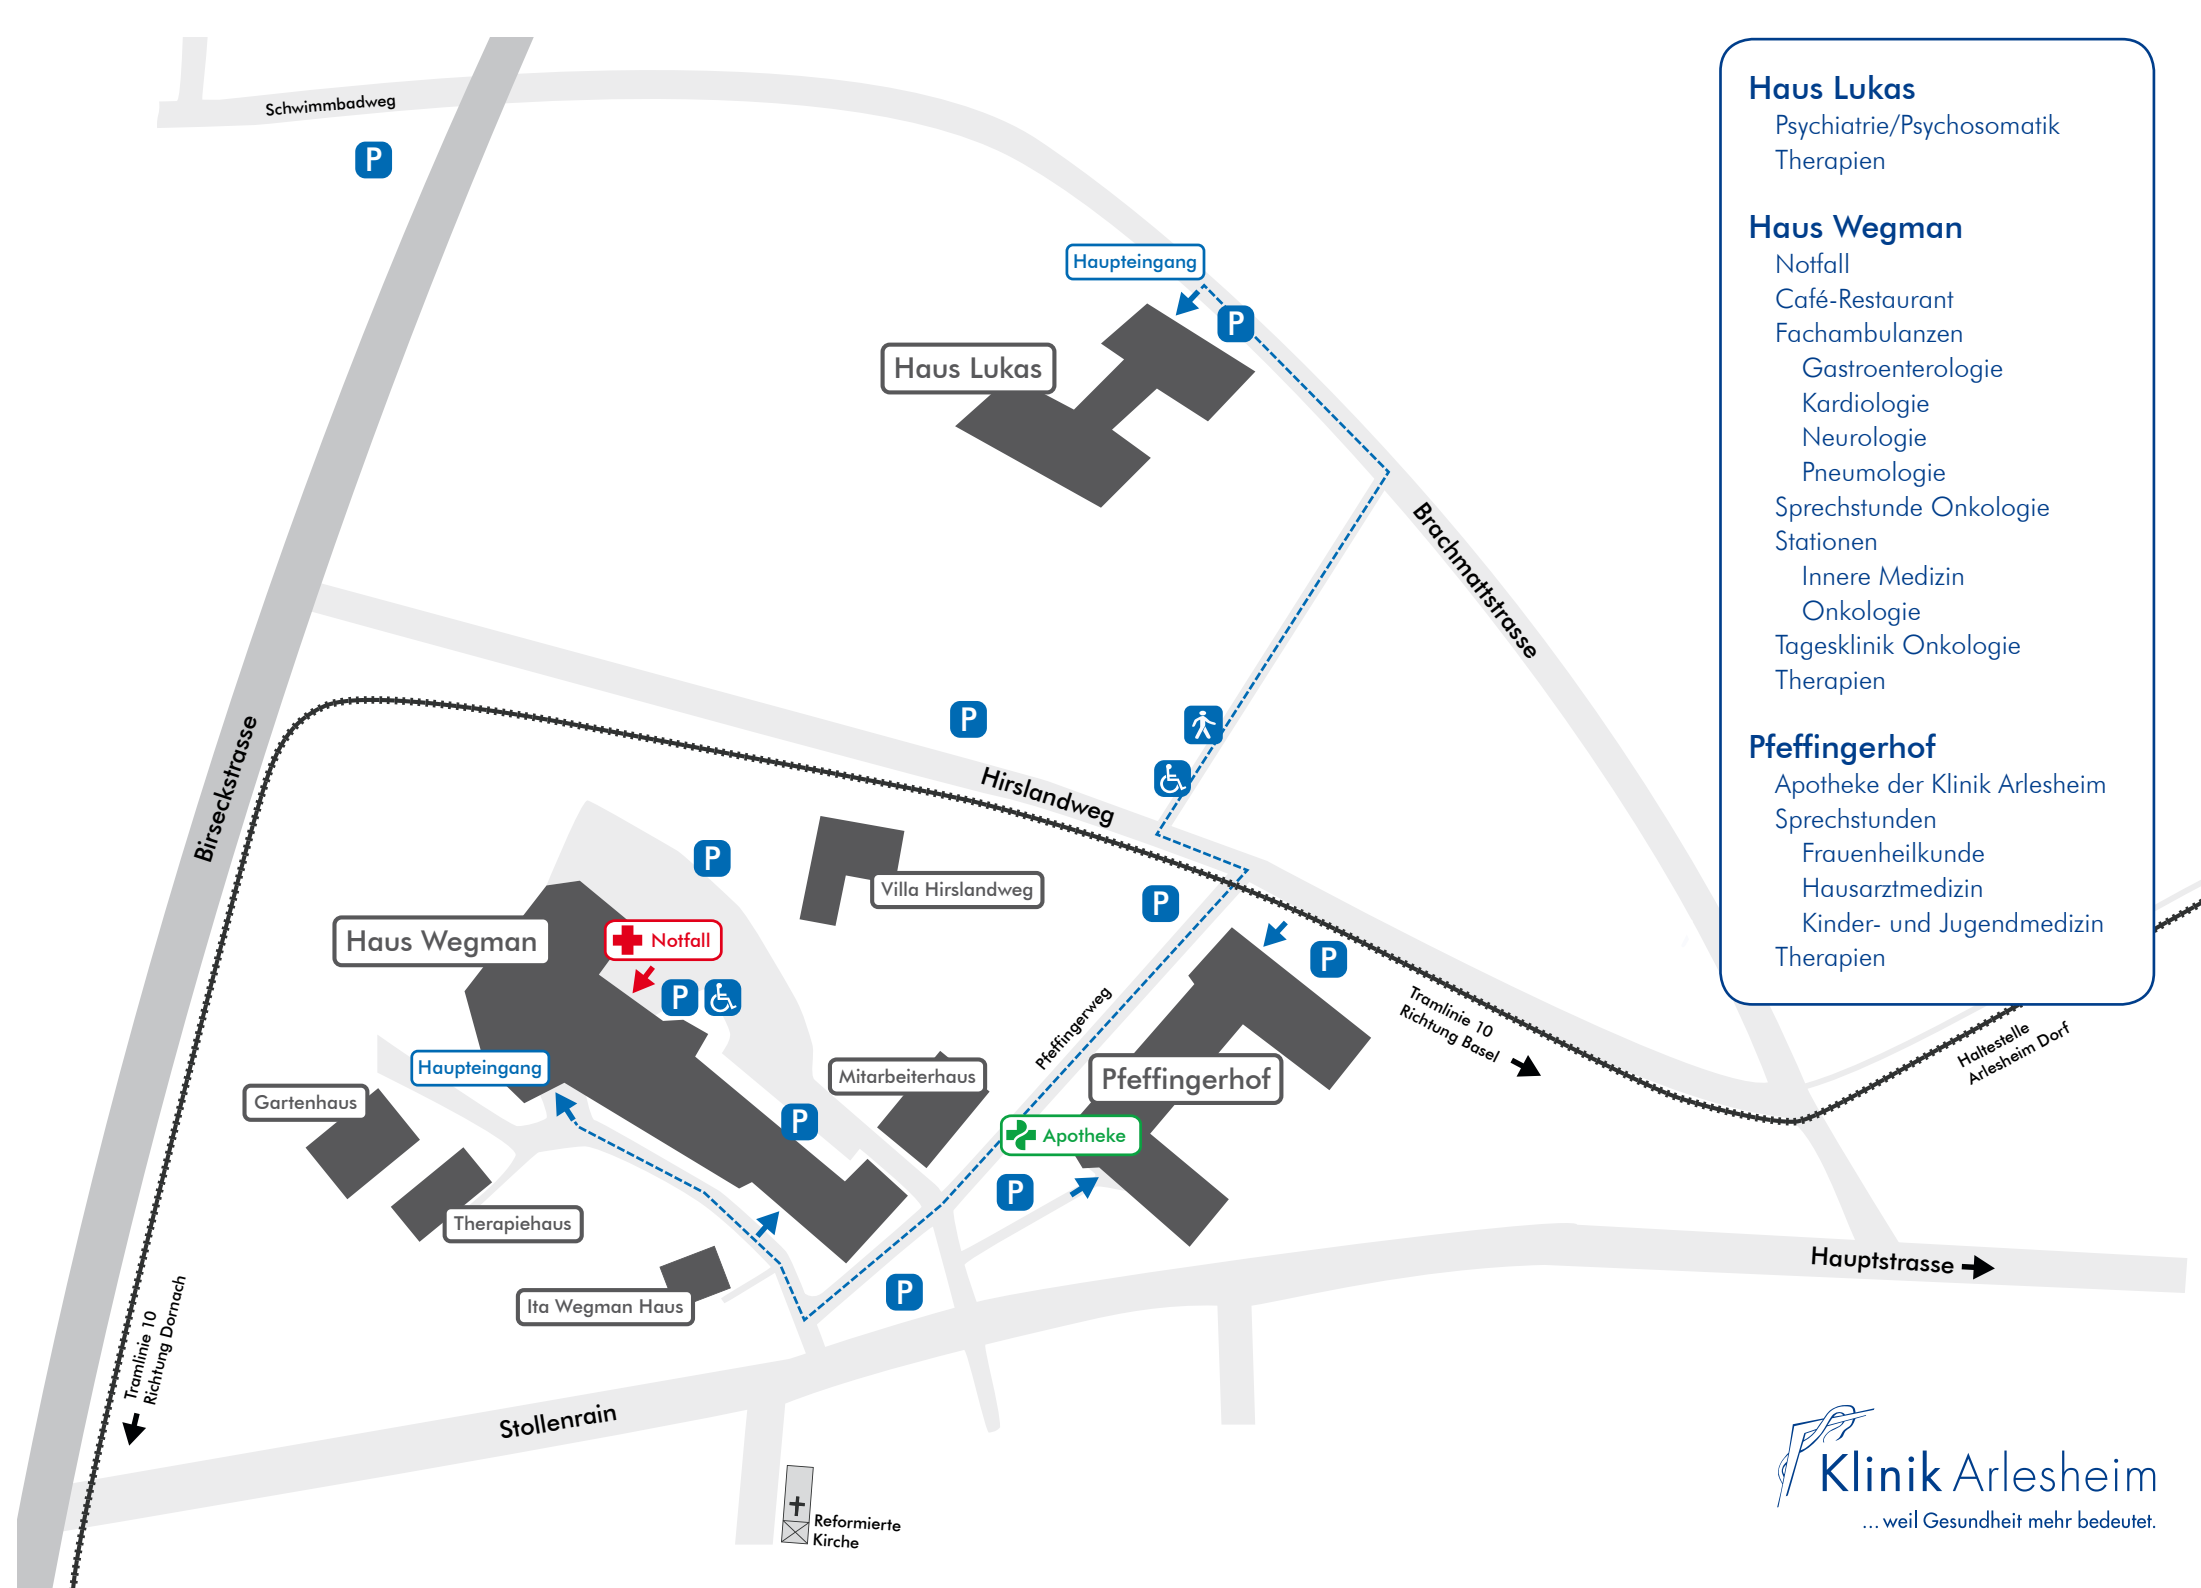 Schwimmbadweg
P
Haupteingang
P
Haus Lukas
Brachmattstrasse
P
Hirslandweg
Birseckstrasse
P
Villa Hirslandweg
P
Haus Wegman
Notfall
P
P
Tramlinie 10
Richtung Basel
Haltestelle
Arlesheim Dorf
Pfeffingerweg
Haupteingang
Mitarbeiterhaus
Pfeffingerhof
Gartenhaus
P
Apotheke
P
Therapiehaus
Ita Wegman Haus
P
Hauptstrasse
Tramlinie 10
Richtung Dornach
Stollenrain
Reformierte
Kirche
Haus Lukas
Psychiatrie/Psychosomatik
Therapien
Haus Wegman
Notfall
Café-Restaurant
Fachambulanzen
Gastroenterologie
Kardiologie
Neurologie
Pneumologie
Sprechstunde Onkologie
Stationen
Innere Medizin
Onkologie
Tagesklinik Onkologie
Therapien
Pfeffingerhof
Apotheke der Klinik Arlesheim
Sprechstunden
Frauenheilkunde
Hausarztmedizin
Kinder- und Jugendmedizin
Therapien
Klinik Arlesheim
... weil Gesundheit mehr bedeutet.